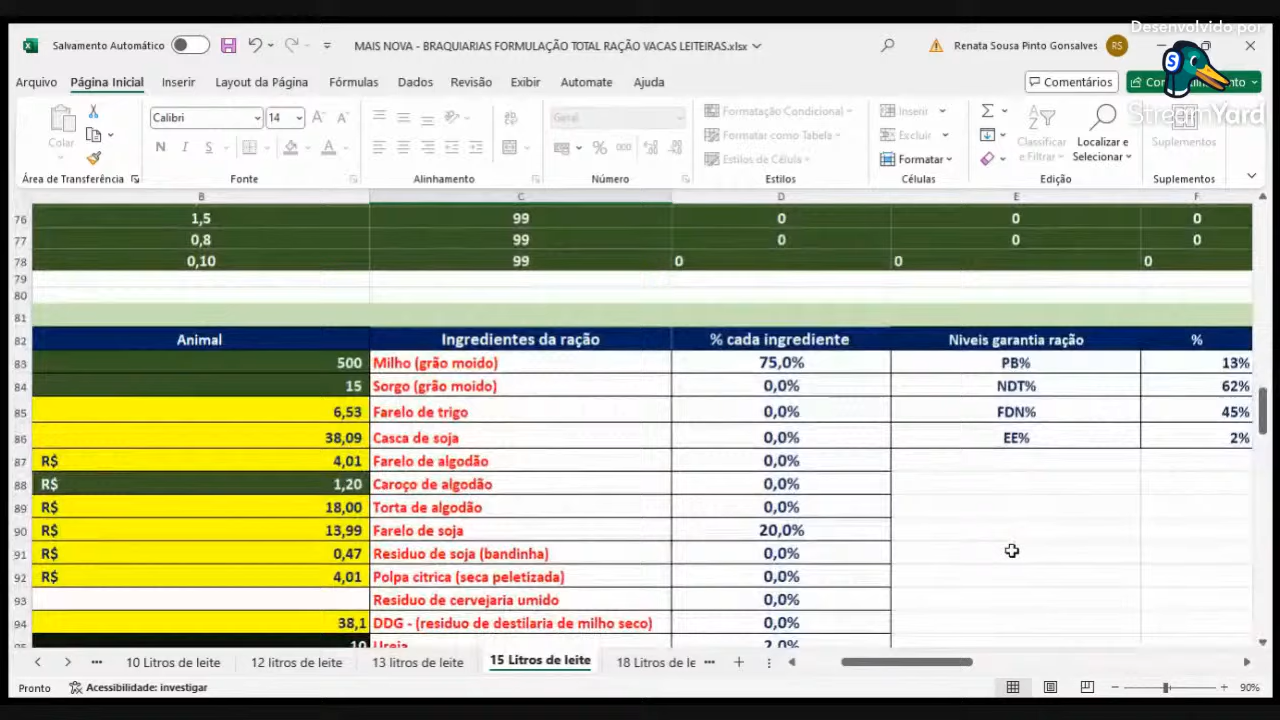 Desenvolvido por
StreamYard
Salvamento Automático
MAIS NOVA - BRAQUIARIAS FORMULAÇÃO TOTAL RAÇÃO VACAS LEITEIRAS.xlsx
Renata Sousa Pinto Gonsalves RS
Arquivo Página Inicial Inserir Layout da Página Fórmulas Dados Revisão Exibir Automate Ajuda
Comentários
Colar
Calibri 14
N I S
Geral
% 000
Formatação Condicional
Formatar como Tabela
Estilos de Célula
Inserir
Excluir
Formatar
Classificar e Filtrar
Localizar e Selecionar
Suplementos
Área de Transferência Fonte Alinhamento Número Estilos Células Edição Suplementos
B C D E F
76 1,5 99 0 0 0
77 0,8 99 0 0 0
78 0,10 99 0 0 0
79
80
81
82 Animal Ingredientes da ração % cada ingrediente Niveis garantia ração %
83 500 Milho (grão moido) 75,0% PB% 13%
84 15 Sorgo (grão moido) 0,0% NDT% 62%
85 6,53 Farelo de trigo 0,0% FDN% 45%
86 38,09 Casca de soja 0,0% EE% 2%
87 R$ 4,01 Farelo de algodão 0,0%
88 R$ 1,20 Caroço de algodão 0,0%
89 R$ 18,00 Torta de algodão 0,0%
90 R$ 13,99 Farelo de soja 20,0%
91 R$ 0,47 Residuo de soja (bandinha) 0,0%
92 R$ 4,01 Polpa citrica (seca peletizada) 0,0%
93 Residuo de cervejaria umido 0,0%
94 38,1 DDG - (residuo de destilaria de milho seco) 0,0%
95 10 Ureia 2,0%
10 Litros de leite 12 litros de leite 13 litros de leite 15 Litros de leite 18 Litros de le
Pronto Acessibilidade: investigar 90%